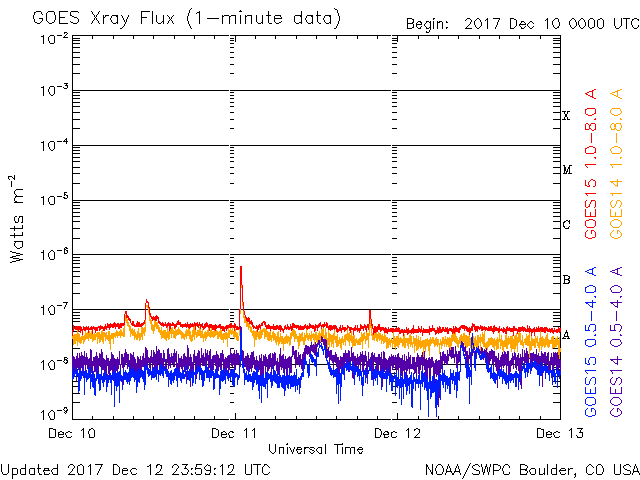 GOES Xray Flux (1-minute data)
Begin: 2017 Dec 10 0000 UTC
10⁻²
10⁻³
10⁻⁴
10⁻⁵
10⁻⁶
10⁻⁷
10⁻⁸
10⁻⁹
Watts m⁻²
X
M
C
B
A
GOES15 1.0-8.0 A
GOES14 1.0-8.0 A
GOES15 0.5-4.0 A
GOES14 0.5-4.0 A
Dec 10 Dec 11 Dec 12 Dec 13
Universal Time
Updated 2017 Dec 12 23:59:12 UTC
NOAA/SWPC Boulder, CO USA